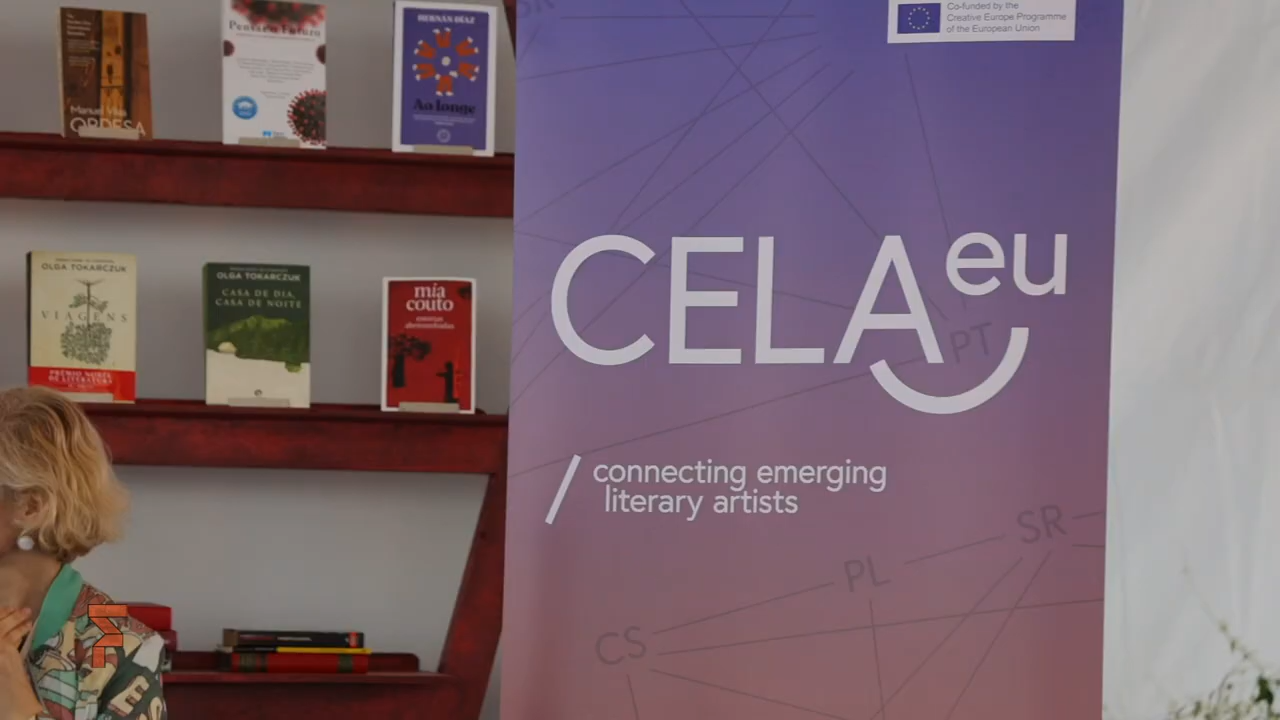 Manuel Vilas
ORDESA
Pensar o Futuro
HERNÁN DÍAZ
Ao longe
OLGA TOKARCZUK
VIAGENS
PRÉMIO NOBEL
DE LITERATURA
OLGA TOKARCZUK
CASA DE DIA,
CASA DE NOITE
mia
couto
estórias
abensonhadas
Co-funded by the
Creative Europe Programme
of the European Union
CELA eu
PT
/ connecting emerging
literary artists
SR
PL
CS